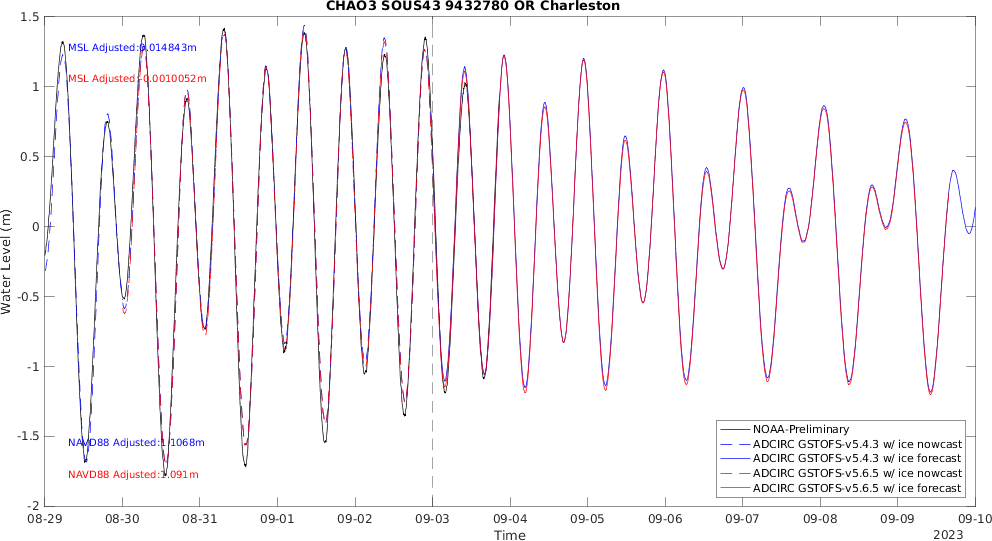 CHAO3 SOUS43 9432780 OR Charleston
1.5
1
0.5
0
-0.5
-1
-1.5
-2
Water Level (m)
MSL Adjusted:0.014843m
MSL Adjusted:-0.0010052m
NAVD88 Adjusted:1.1068m
NAVD88 Adjusted:1.091m
NOAA-Preliminary
ADCIRC GSTOFS-v5.4.3 w/ ice nowcast
ADCIRC GSTOFS-v5.4.3 w/ ice forecast
ADCIRC GSTOFS-v5.6.5 w/ ice nowcast
ADCIRC GSTOFS-v5.6.5 w/ ice forecast
08-29 08-30 08-31 09-01 09-02 09-03 09-04 09-05 09-06 09-07 09-08 09-09 09-10
Time
2023